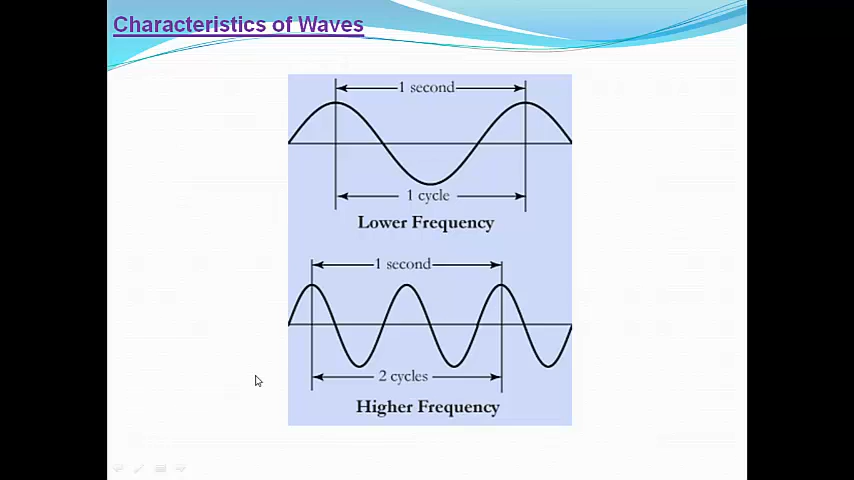 Characteristics of Waves
1 second
1 cycle
Lower Frequency
1 second
2 cycles
Higher Frequency